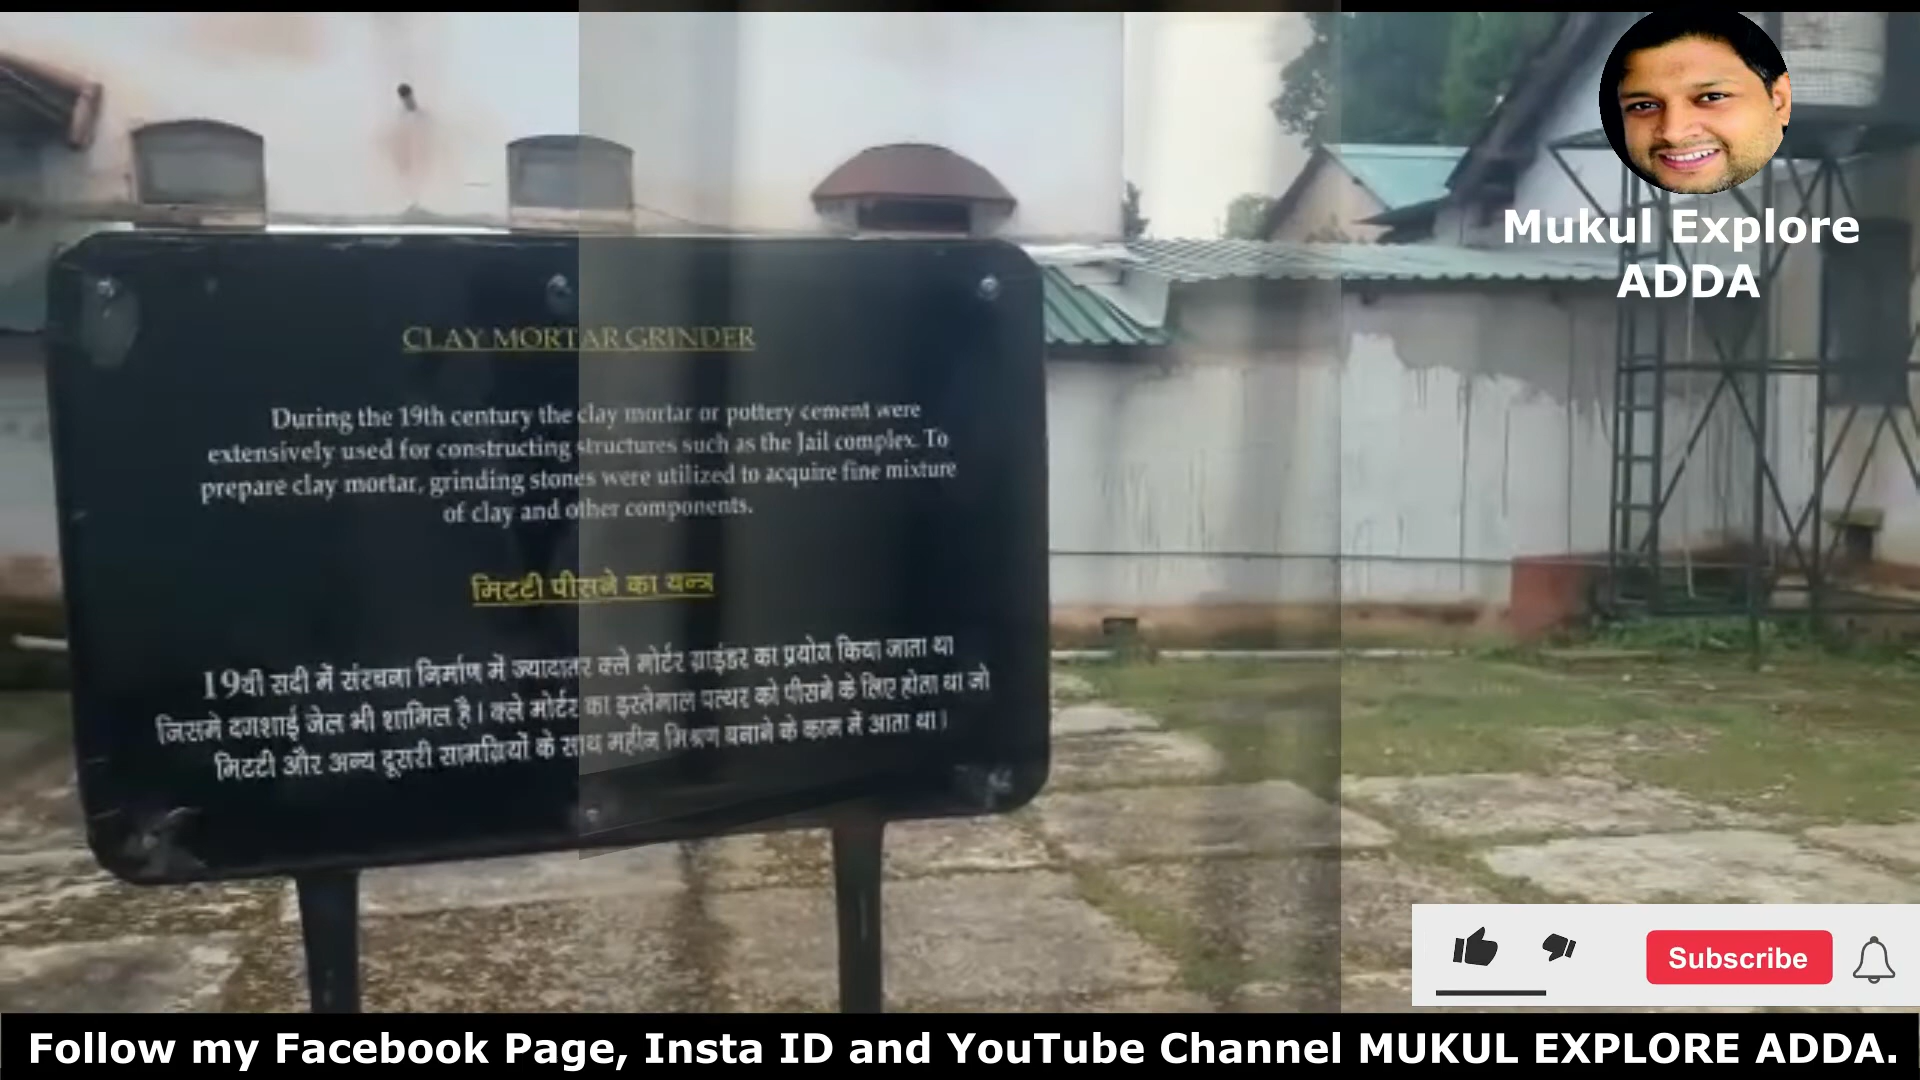 Mukul Explore
ADDA
CLAY MORTAR GRINDER
During the 19th century the clay mortar or pottery cement were
extensively used for constructing structures such as the Jail complex. To
prepare clay mortar, grinding stones were utilized to acquire fine mixture
of clay and other components.
मिटटी पीसने का यन्त्र
19वी सदी में संरचना निर्माण में ज्यादातर क्ले मोर्टर ग्राइंडर का प्रयोग किया जाता था
जिसमे दगशाई जेल भी शामिल है। क्ले मोर्टर का इस्तेमाल पत्थर को पीसने के लिए होता था जो
मिटटी और अन्य दूसरी सामग्रियों के साथ महीन मिश्रण बनाने के काम में आता था।
Subscribe
Follow my Facebook Page, Insta ID and YouTube Channel MUKUL EXPLORE ADDA.